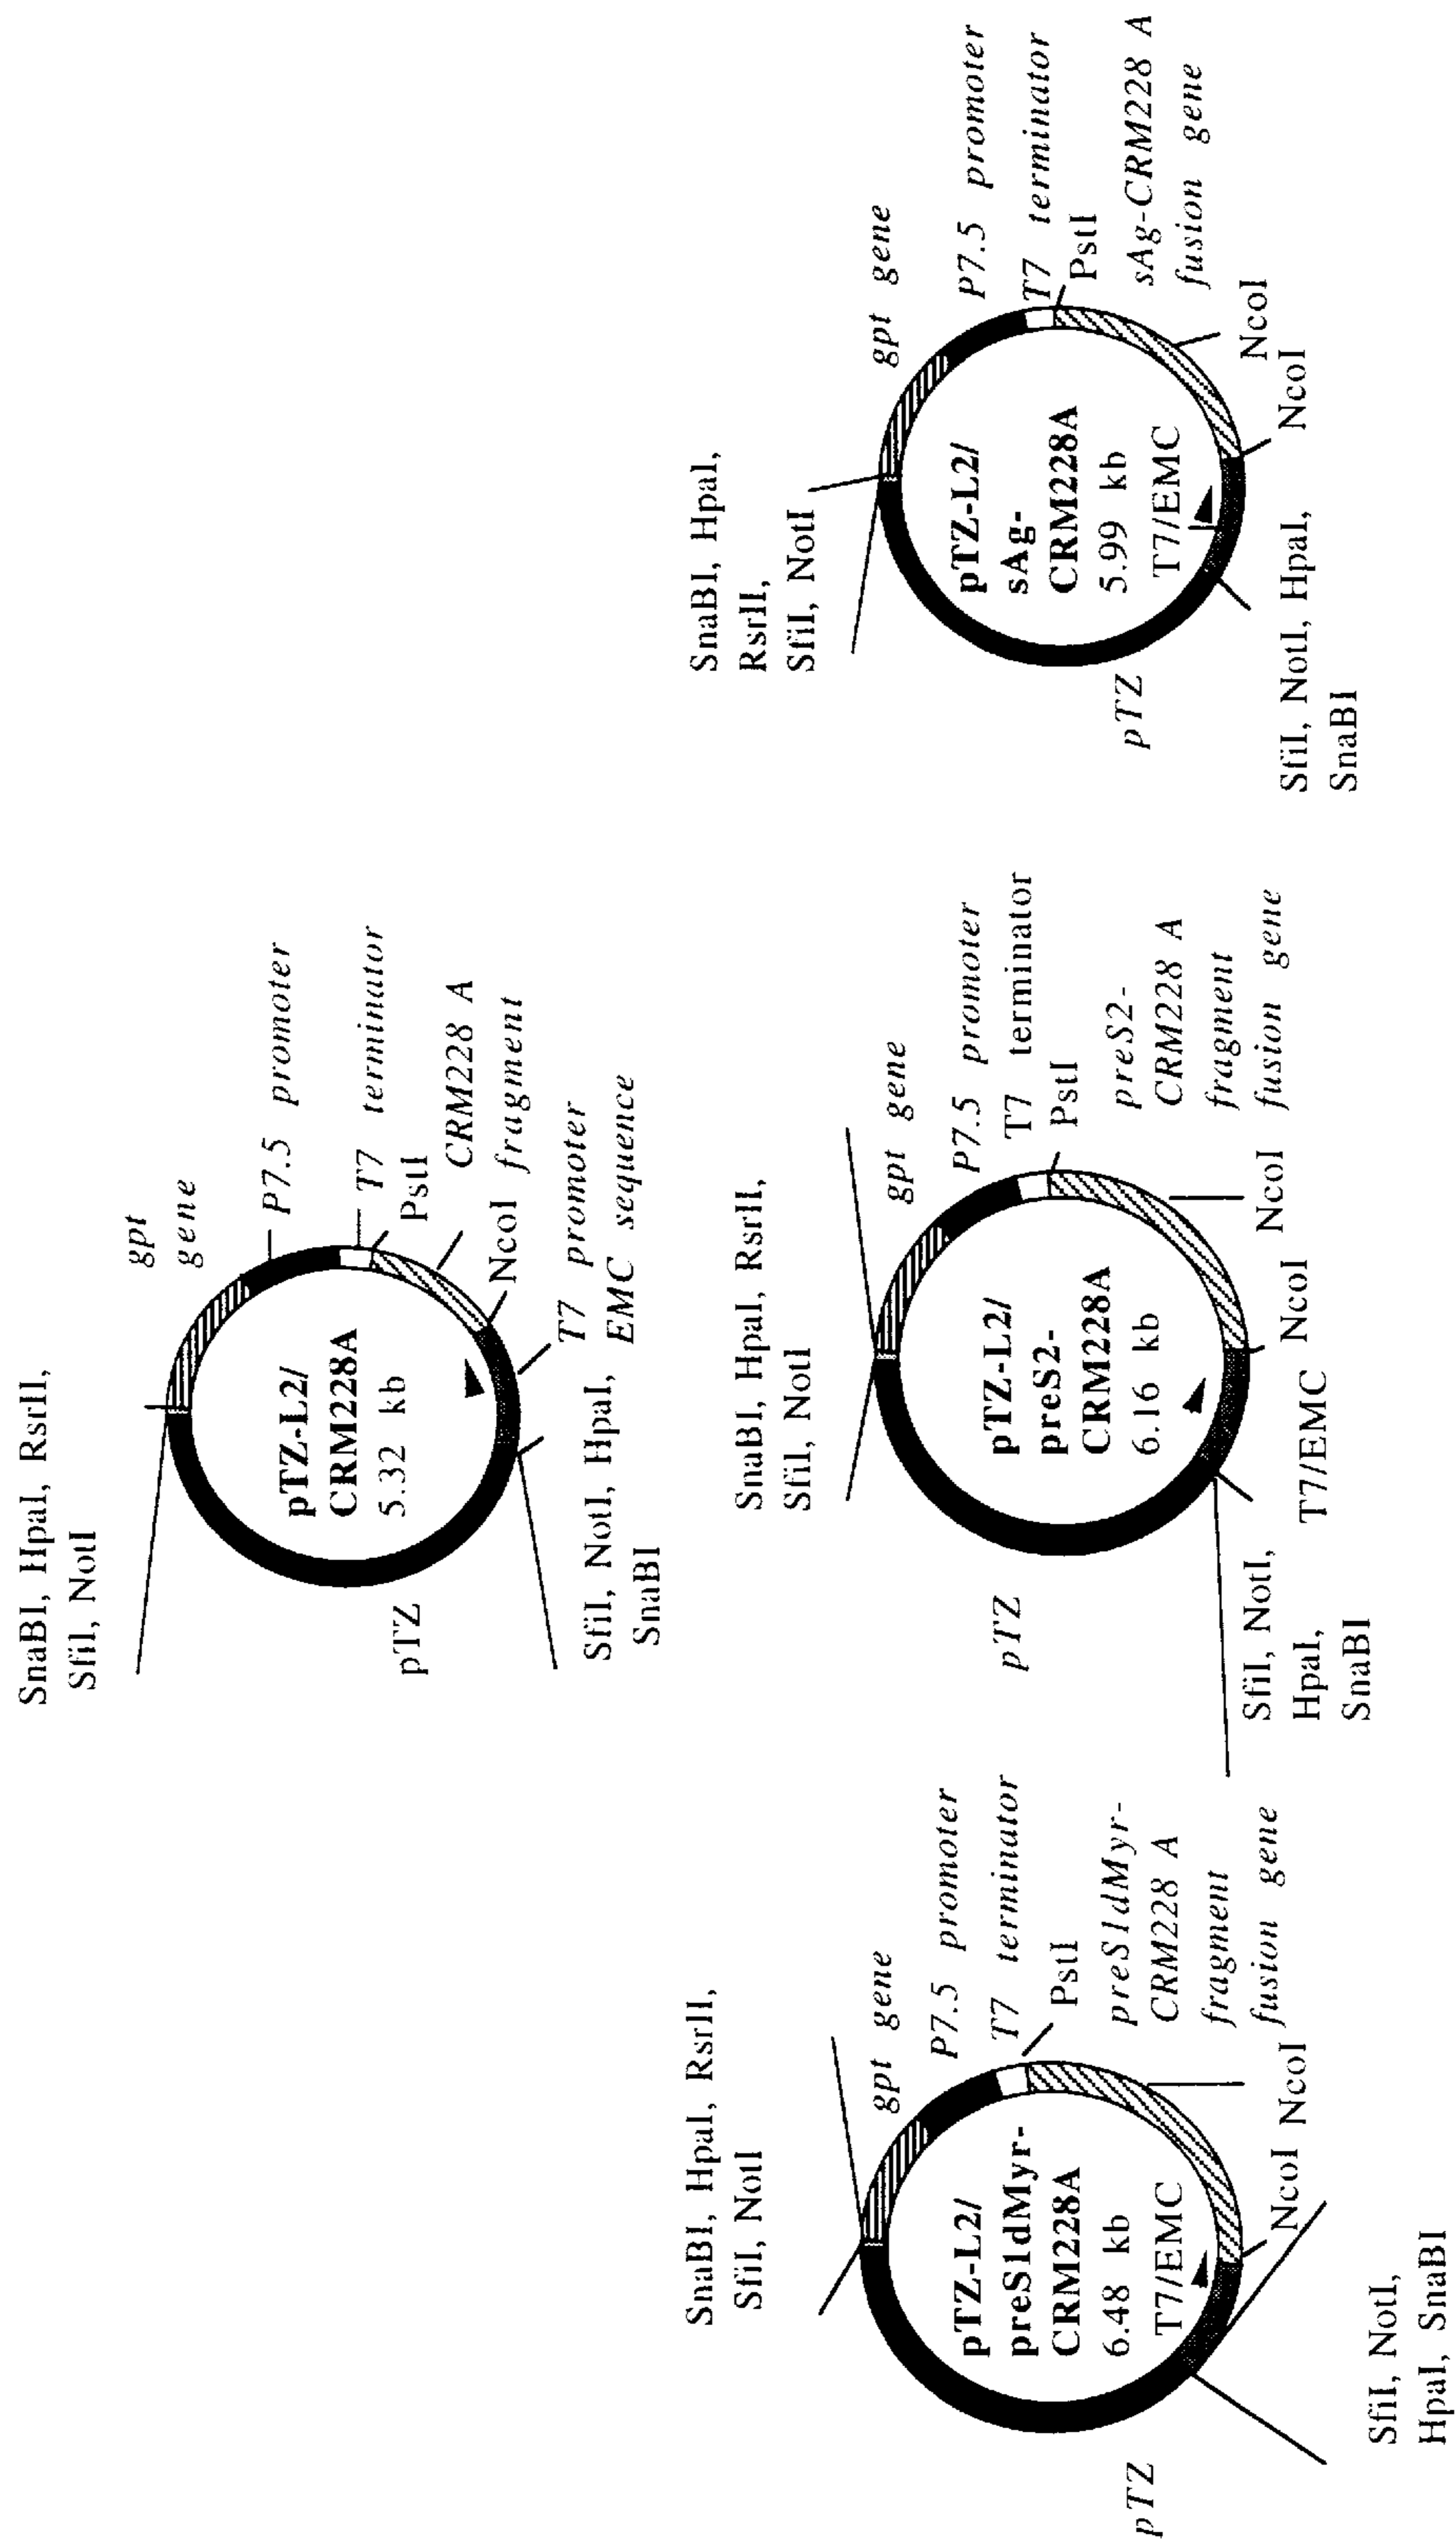 SnaBI, HpaI, RsrII,
SfiI, NotI
gpt
gene
P7.5 promoter
T7 terminator
PstI
CRM228 A
fragment
NcoI
T7 promoter
EMC sequence
SfiI, NotI, HpaI,
SnaBI
pTZ
pTZ-L2/
CRM228A
5.32 kb
SnaBI, HpaI, RsrII,
SfiI, NotI
gpt gene
P7.5 promoter
T7 terminator
PstI
preS1dMyr-
CRM228 A
fragment
fusion gene
NcoI
NcoI
SfiI, NotI,
HpaI, SnaBI
pTZ
pTZ-L2/
preS1dMyr-
CRM228A
6.48 kb
T7/EMC
SnaBI, HpaI, RsrII,
SfiI, NotI
gpt gene
P7.5 promoter
T7 terminator
PstI
preS2-
CRM228 A
fragment
fusion gene
NcoI
NcoI
T7/EMC
SfiI, NotI,
HpaI,
SnaBI
pTZ
pTZ-L2/
preS2-
CRM228A
6.16 kb
SnaBI, HpaI,
RsrII,
SfiI, NotI
gpt gene
P7.5 promoter
T7 terminator
PstI
sAg-CRM228 A
fusion gene
NcoI
NcoI
SfiI, NotI, HpaI,
SnaBI
pTZ
pTZ-L2/
sAg-
CRM228A
5.99 kb
T7/EMC